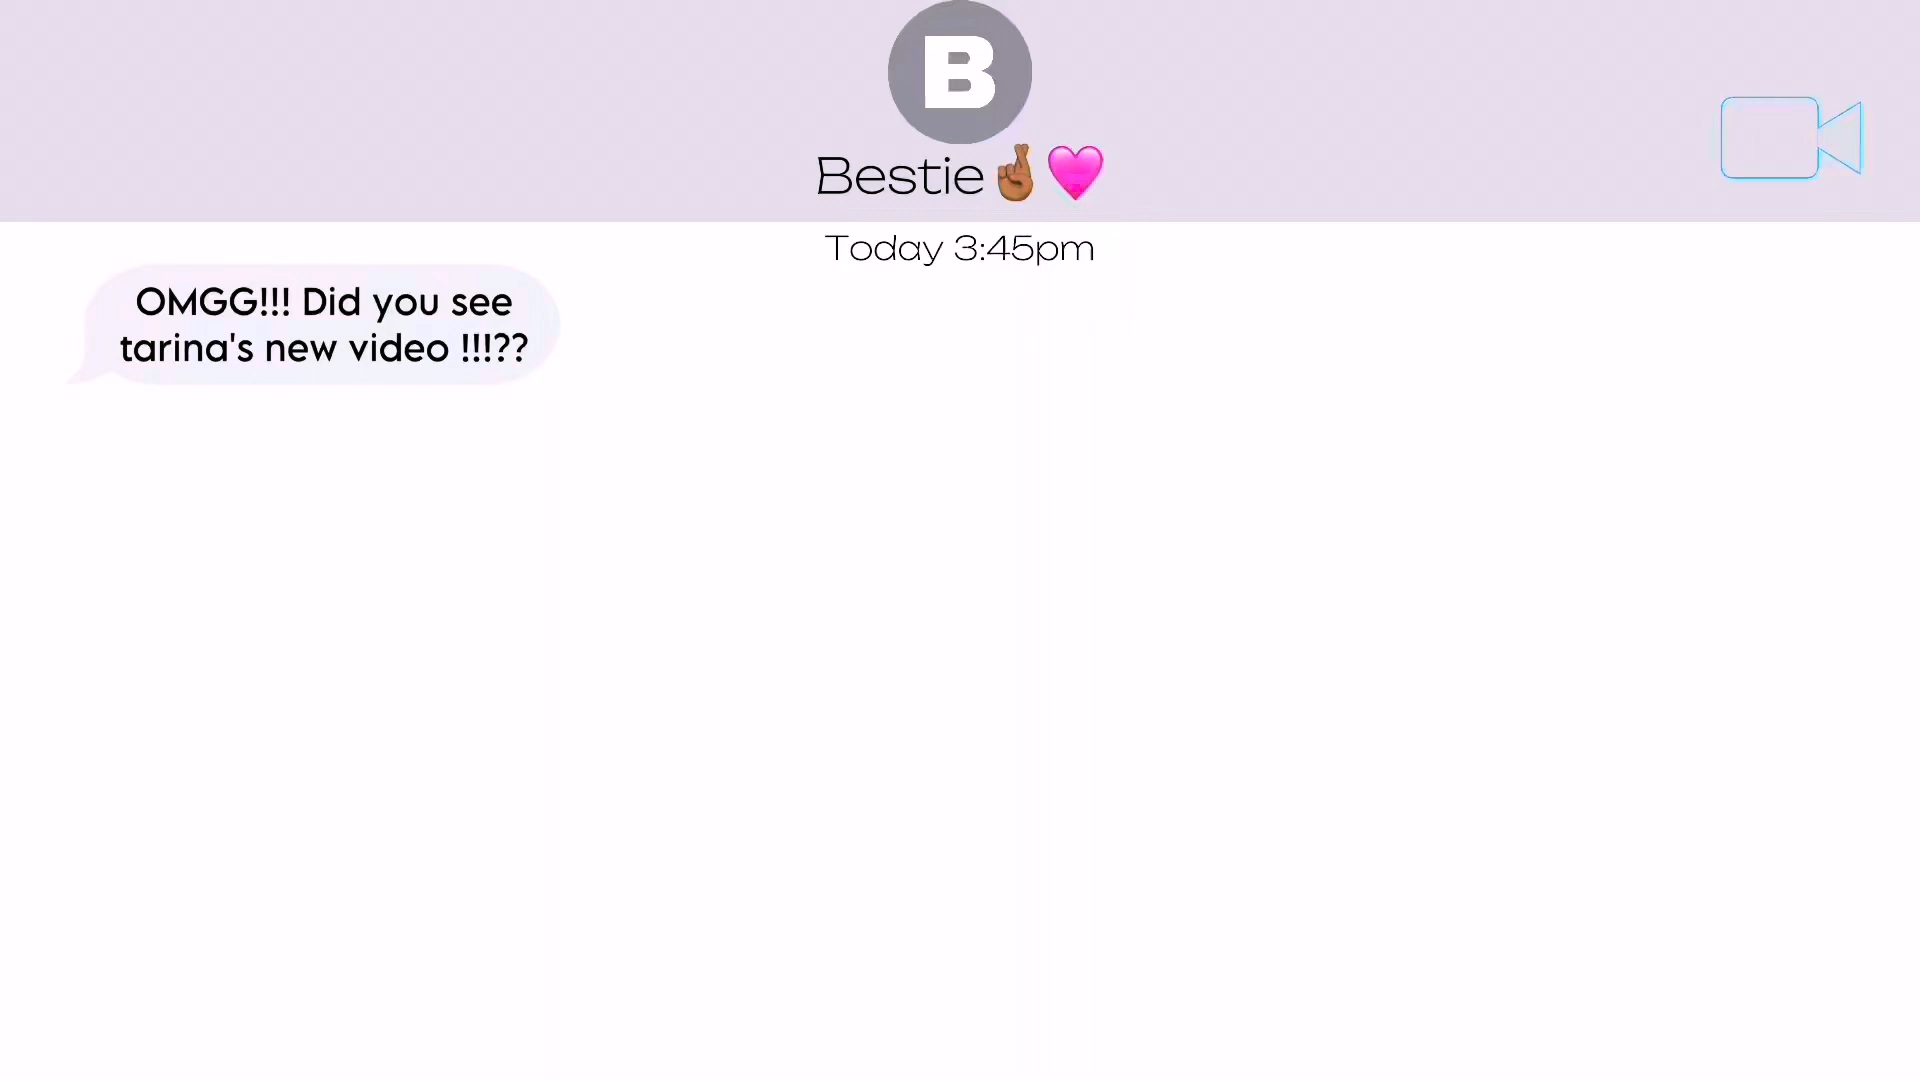 B
Bestie🤞🏾🩷
Today 3:45pm
OMGG!!! Did you see
tarina's new video !!!??